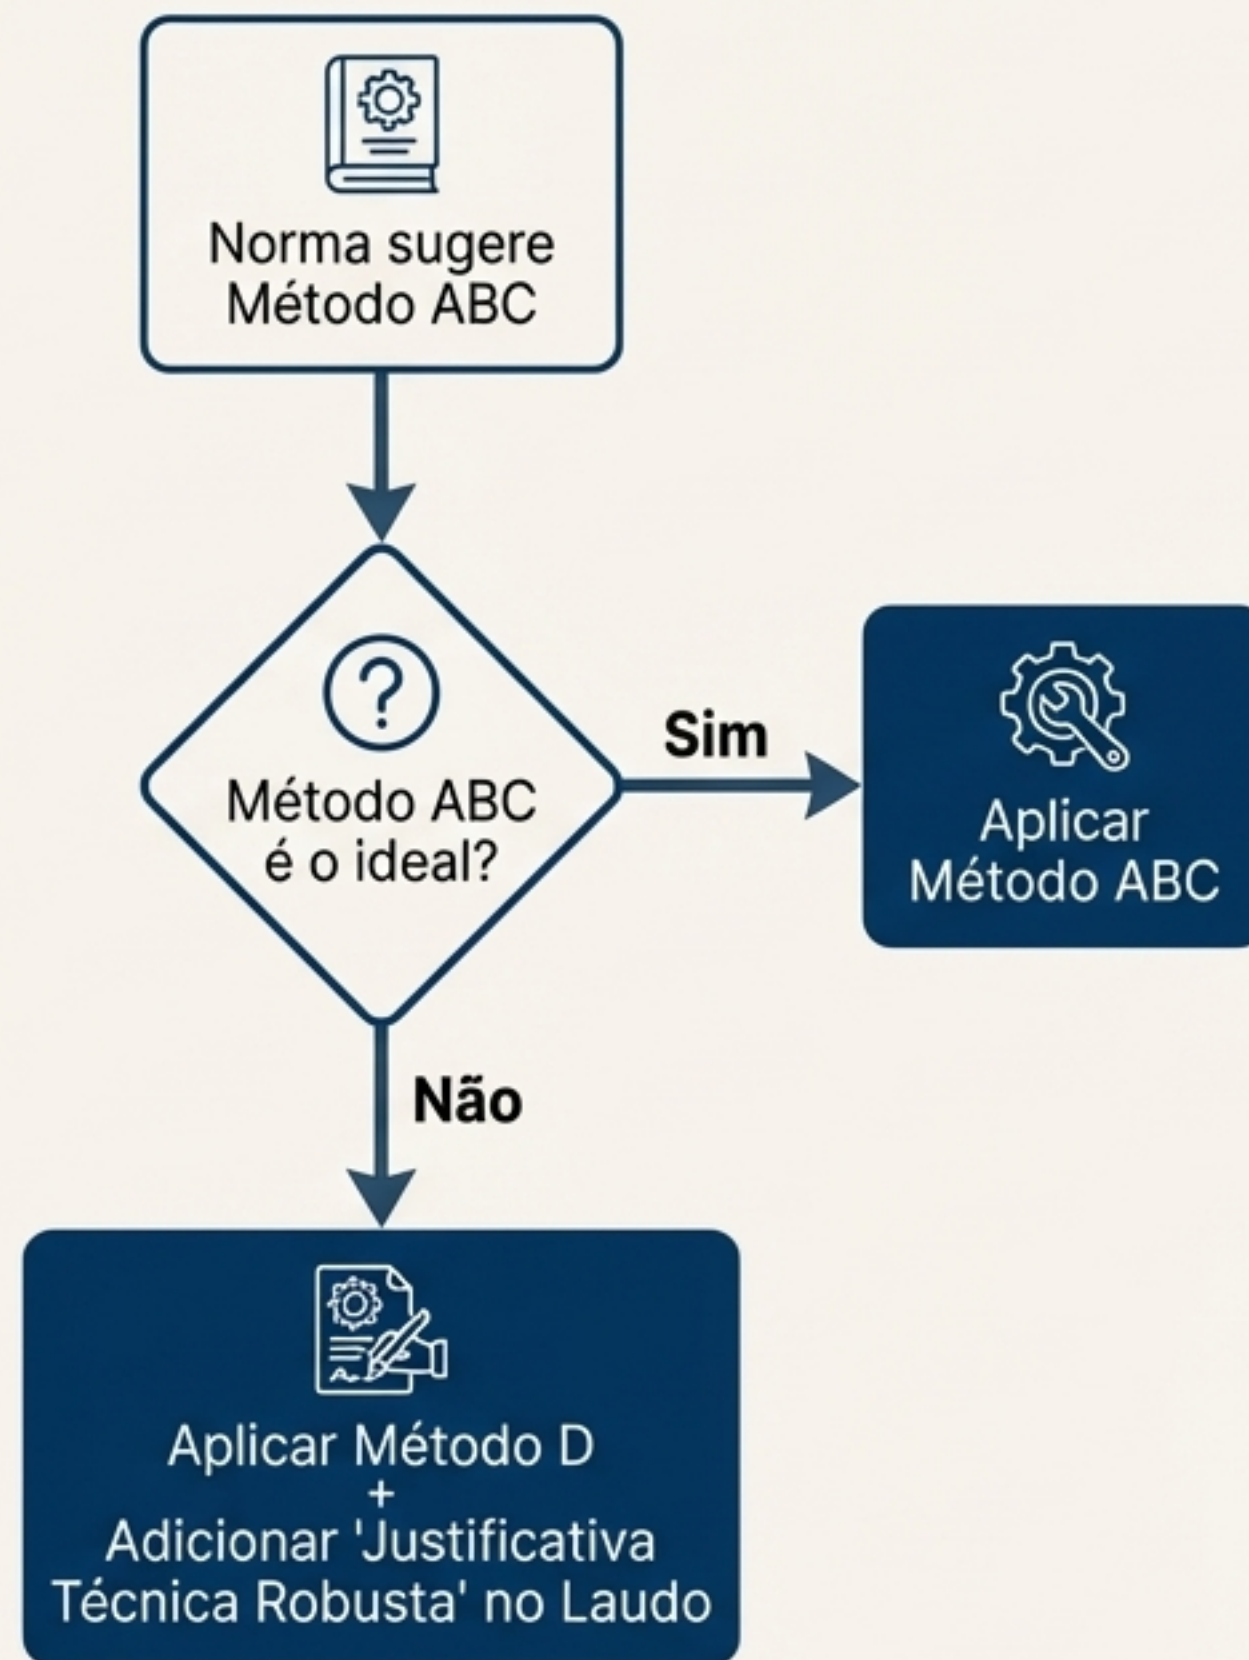 Norma sugere
Método ABC
?
Método ABC
é o ideal?
Sim
Aplicar
Método ABC
Não
Aplicar Método D
+
Adicionar 'Justificativa
Técnica Robusta' no Laudo